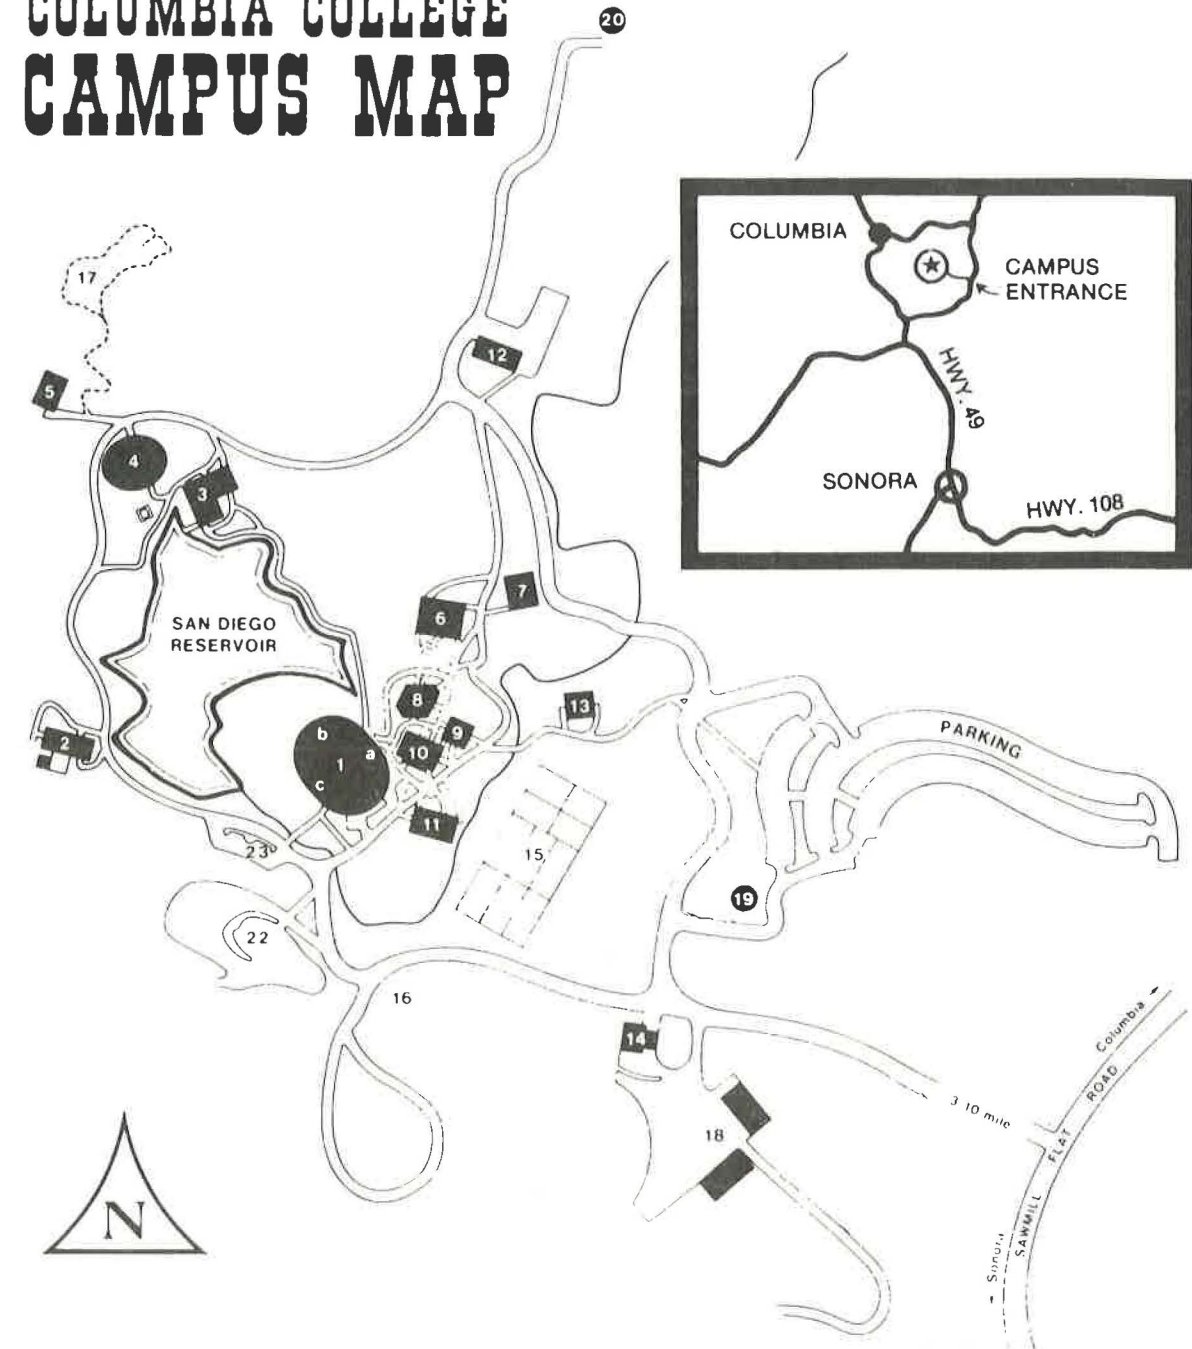 COLUMBIA COLLEGE
CAMPUS MAP
20
COLUMBIA
CAMPUS
ENTRANCE
HWY. 49
SONORA
HWY. 108
17
12
5
4
3
7
6
SAN DIEGO
RESERVOIR
8
13
9
2
b
10
a
1
c
PARKING
11
15
23
19
22
16
14
Columbia
ROAD
3 10 mile
FLAT
18
SAWMILL
Sonora
N